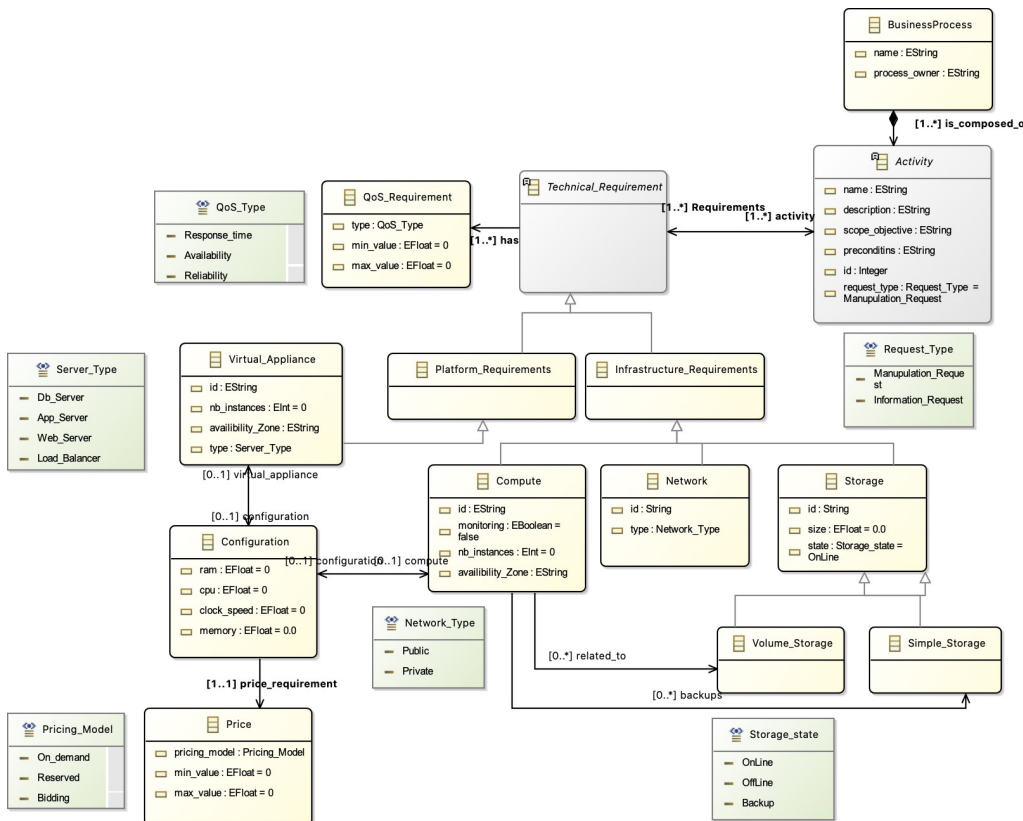 BusinessProcess
name : EString
process_owner : EString
[1..*] is_composed_o
Activity
name : EString
description : EString
scope_objective : EString
preconditins : EString
id : Integer
request_type : Request_Type =
Manupulation_Request
Technical_Requirement
[1..*] Requirements
[1..*] activity
QoS_Requirement
type : QoS_Type
min_value : EFloat = 0
max_value : EFloat = 0
[1..*] has
QoS_Type
Response_time
Availability
Reliability
Request_Type
Manupulation_Reque
st
Information_Request
Server_Type
Db_Server
App_Server
Web_Server
Load_Balancer
Virtual_Appliance
id : EString
nb_instances : EInt = 0
availibility_Zone : EString
type : Server_Type
Platform_Requirements
Infrastructure_Requirements
[0..1] virtual_appliance
[0..1] configuration
Configuration
ram : EFloat = 0
cpu : EFloat = 0
clock_speed : EFloat = 0
memory : EFloat = 0.0
[0..1] configuration
[0..1] compute
Compute
id : EString
monitoring : EBoolean =
false
nb_instances : EInt = 0
availibility_Zone : EString
Network
id : String
type : Network_Type
Storage
id : String
size : EFloat = 0.0
state : Storage_state =
OnLine
Network_Type
Public
Private
[0..*] related_to
Volume_Storage
Simple_Storage
[0..*] backups
[1..1] price_requirement
Pricing_Model
On_demand
Reserved
Bidding
Price
pricing_model : Pricing_Model
min_value : EFloat = 0
max_value : EFloat = 0
Storage_state
OnLine
OffLine
Backup